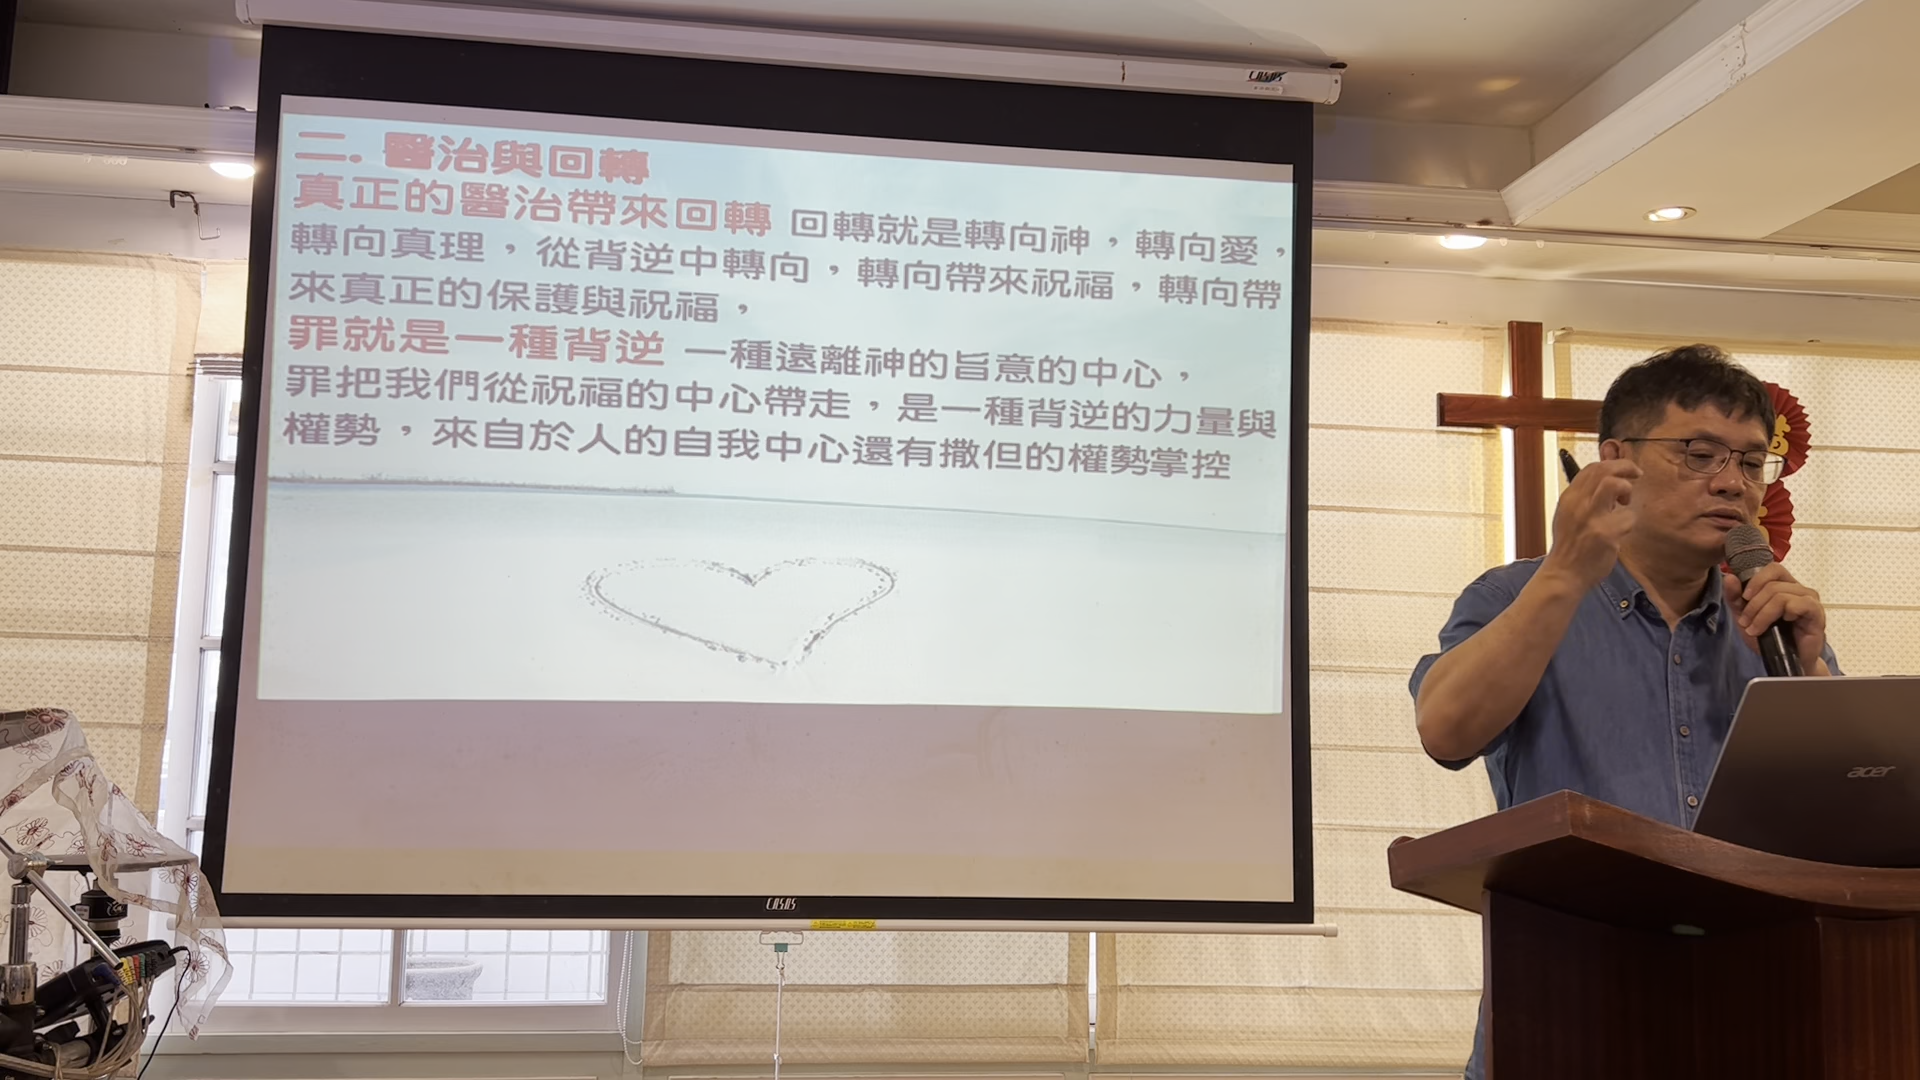 二. 醫治與回轉
真正的醫治帶來回轉 回轉就是轉向神，轉向愛，
轉向真理，從背逆中轉向，轉向帶來祝福，轉向帶
來真正的保護與祝福，
罪就是一種背逆 一種遠離神的旨意的中心，
罪把我們從祝福的中心帶走，是一種背逆的力量與
權勢，來自於人的自我中心還有撒但的權勢掌控
acer